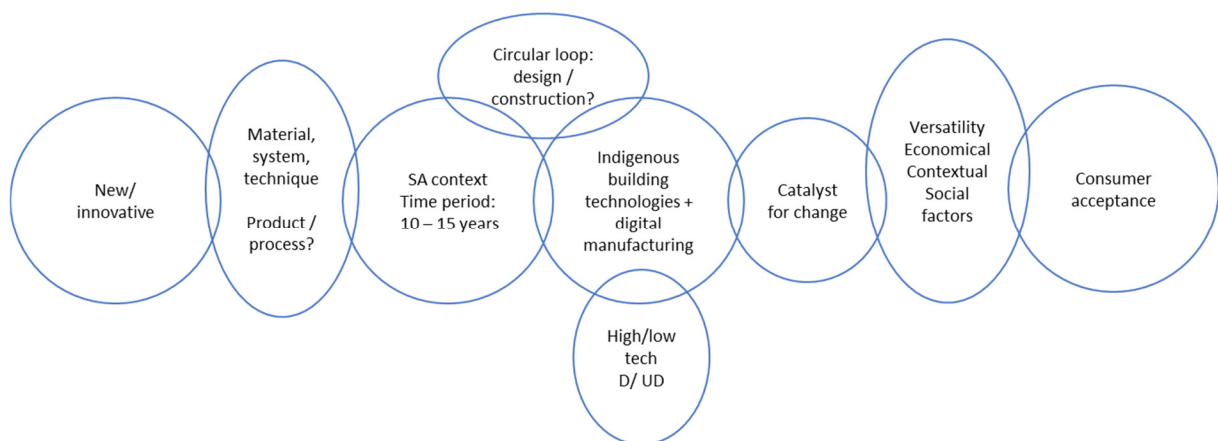 New/
innovative
Material,
system,
technique
Product /
process?
SA context
Time period:
10 – 15 years
Circular loop:
design /
construction?
Indigenous
building
technologies +
digital
manufacturing
High/low
tech
D/ UD
Catalyst
for change
Versatility
Economical
Contextual
Social
factors
Consumer
acceptance